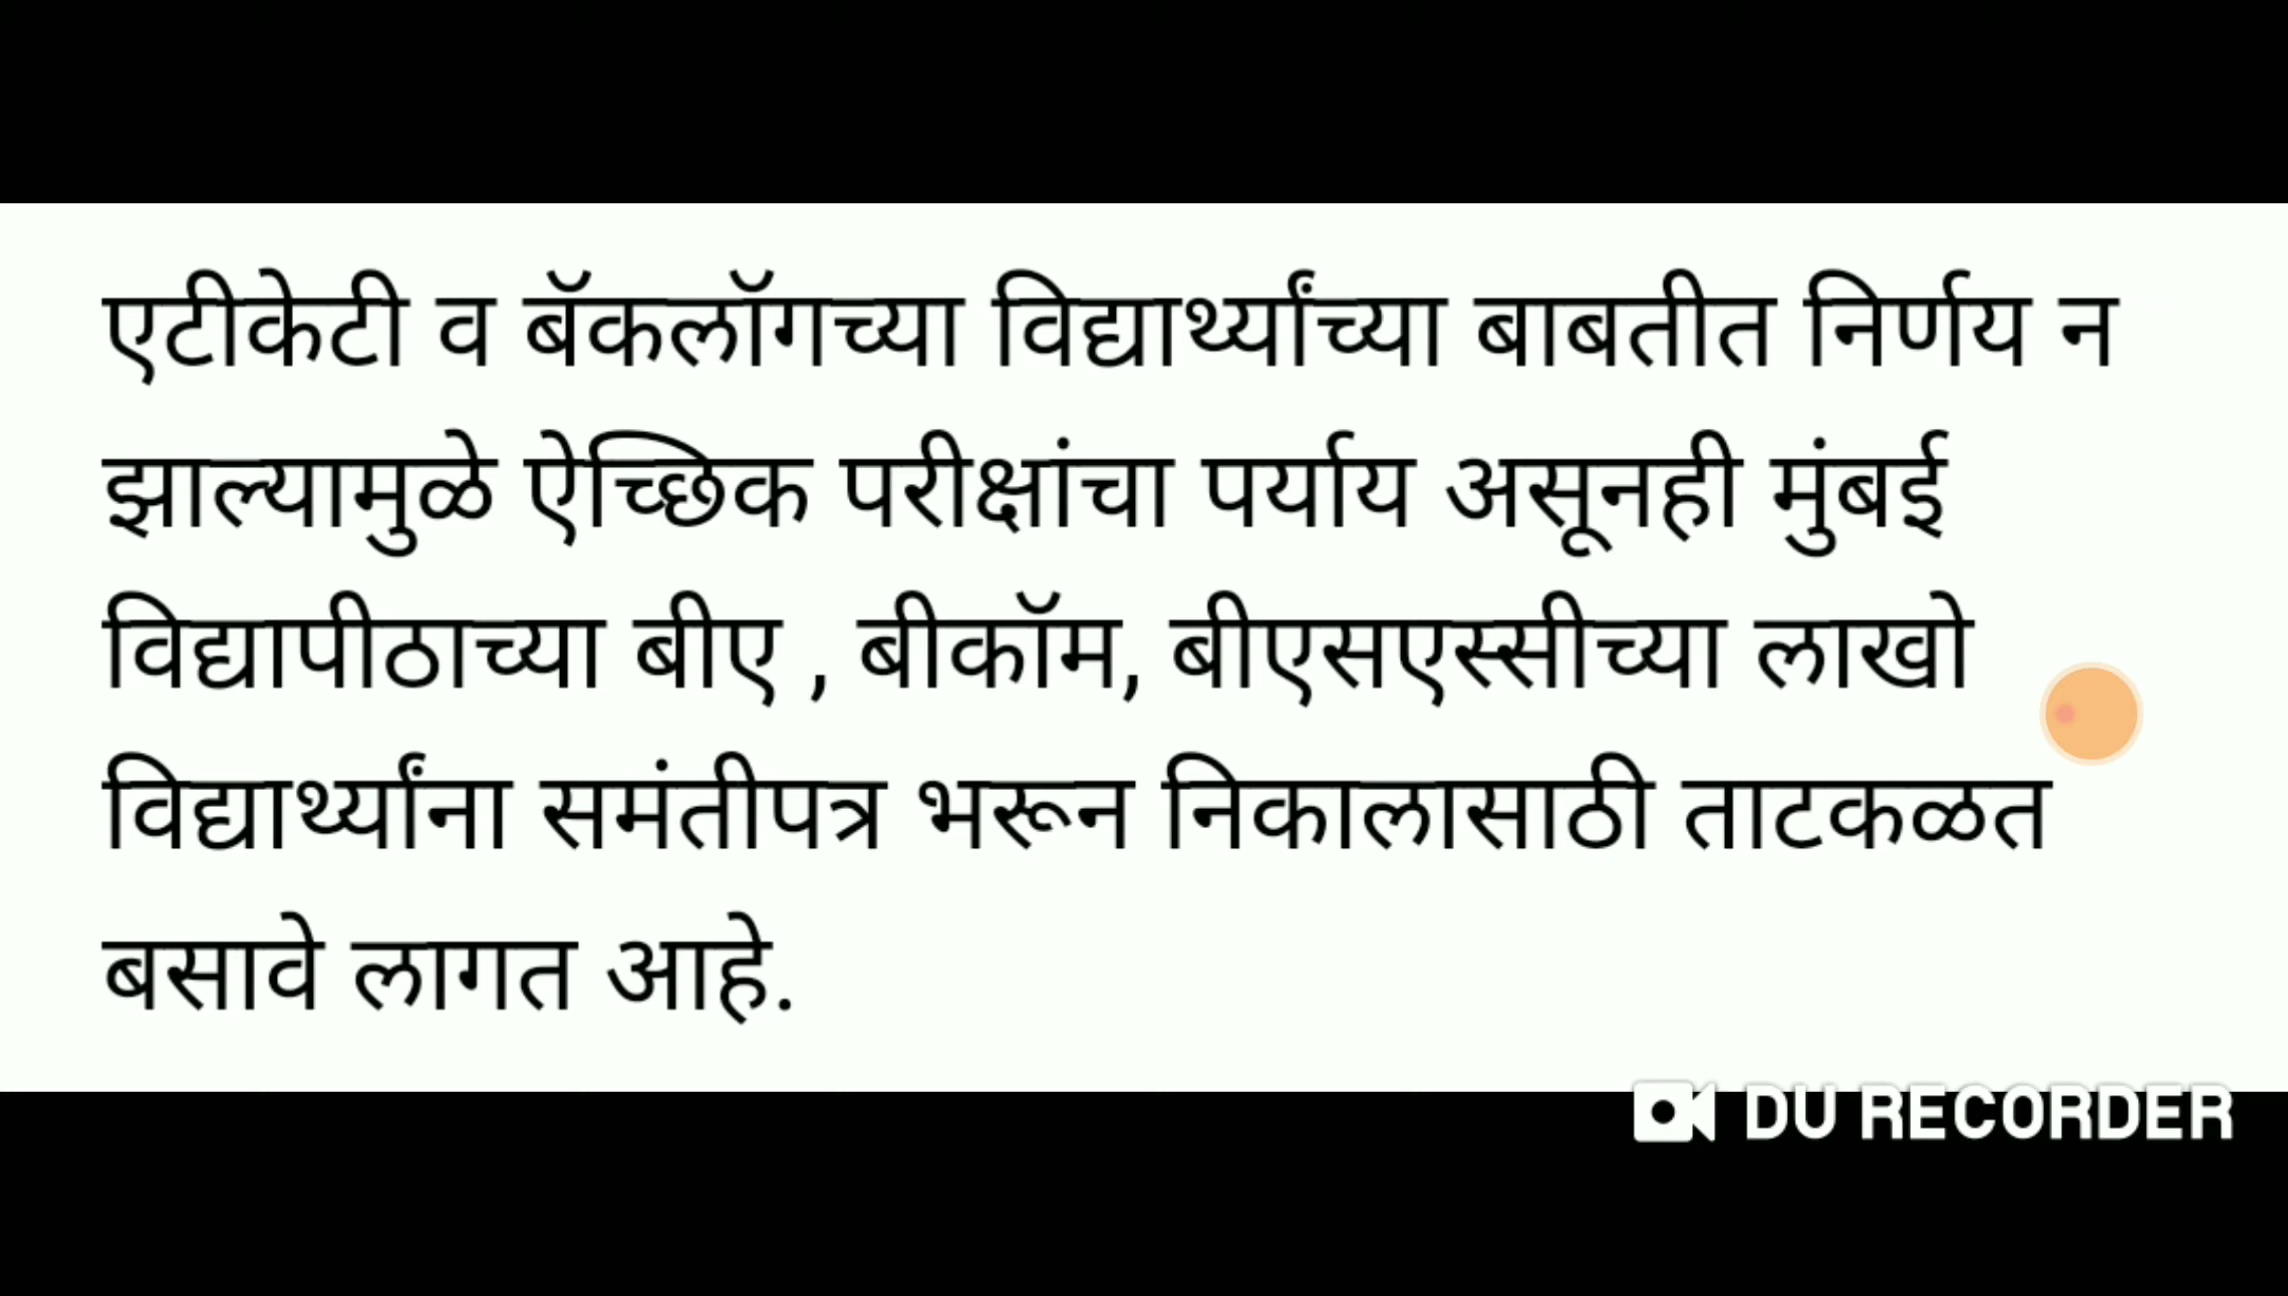 एटीकेटी व बॅकलॉगच्या विद्यार्थ्यांच्या बाबतीत निर्णय न
झाल्यामुळे ऐच्छिक परीक्षांचा पर्याय असूनही मुंबई
विद्यापीठाच्या बीए , बीकॉम, बीएसएस्सीच्या लाखो
विद्यार्थ्यांना समंतीपत्र भरून निकालासाठी ताटकळत
बसावे लागत आहे.
DU RECORDER